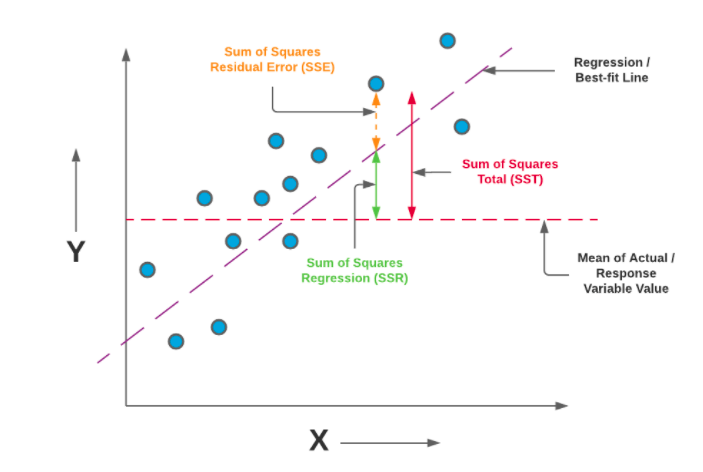 Sum of Squares
Residual Error (SSE)
Regression /
Best-fit Line
Sum of Squares
Total (SST)
Y
Sum of Squares
Regression (SSR)
Mean of Actual /
Response
Variable Value
X